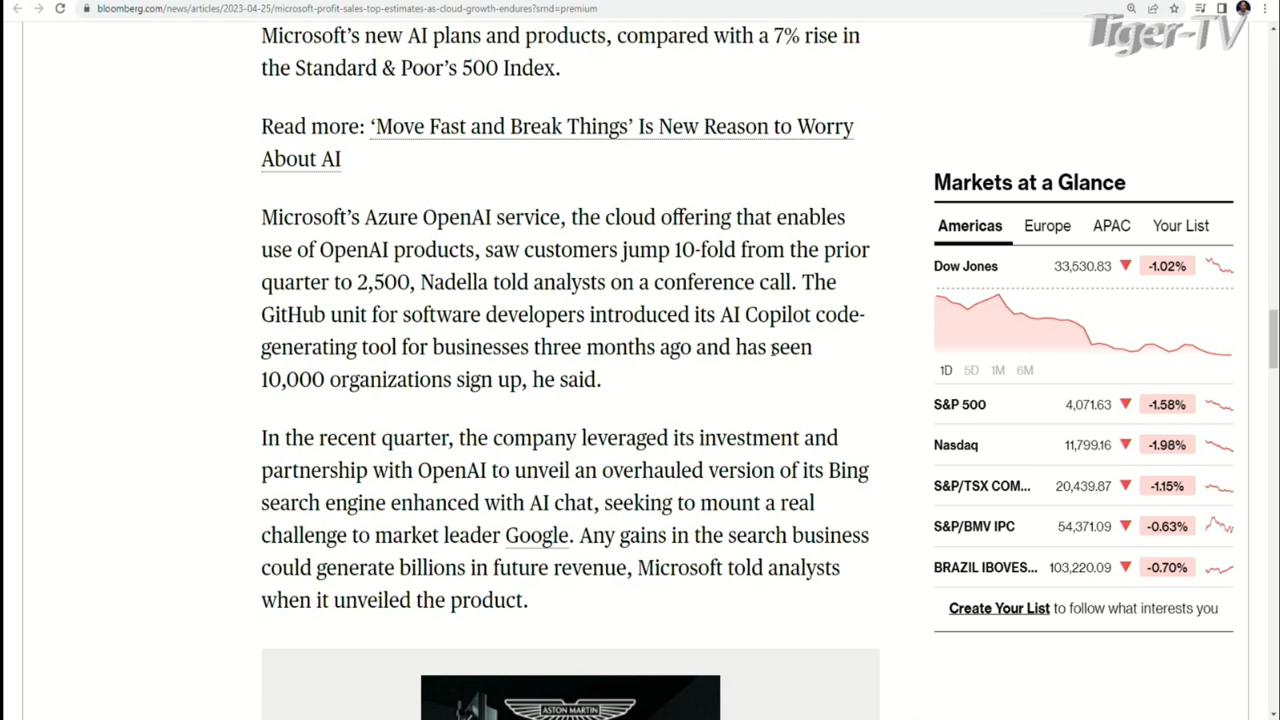 bloomberg.com/news/articles/2023-04-25/microsoft-profit-sales-top-estimates-as-cloud-growth-endures?srnd=premium
Tiger-TV
Microsoft’s new AI plans and products, compared with a 7% rise in
the Standard & Poor’s 500 Index.
Read more: ‘Move Fast and Break Things’ Is New Reason to Worry
About AI
Microsoft’s Azure OpenAI service, the cloud offering that enables
use of OpenAI products, saw customers jump 10-fold from the prior
quarter to 2,500, Nadella told analysts on a conference call. The
GitHub unit for software developers introduced its AI Copilot code-
generating tool for businesses three months ago and has seen
10,000 organizations sign up, he said.
In the recent quarter, the company leveraged its investment and
partnership with OpenAI to unveil an overhauled version of its Bing
search engine enhanced with AI chat, seeking to mount a real
challenge to market leader Google. Any gains in the search business
could generate billions in future revenue, Microsoft told analysts
when it unveiled the product.
ASTON MARTIN
Markets at a Glance
Americas Europe APAC Your List
Dow Jones 33,530.83 ▼ -1.02%
1D 5D 1M 6M
S&P 500 4,071.63 ▼ -1.58%
Nasdaq 11,799.16 ▼ -1.98%
S&P/TSX COM... 20,439.87 ▼ -1.15%
S&P/BMV IPC 54,371.09 ▼ -0.63%
BRAZIL IBOVES... 103,220.09 ▼ -0.70%
Create Your List to follow what interests you